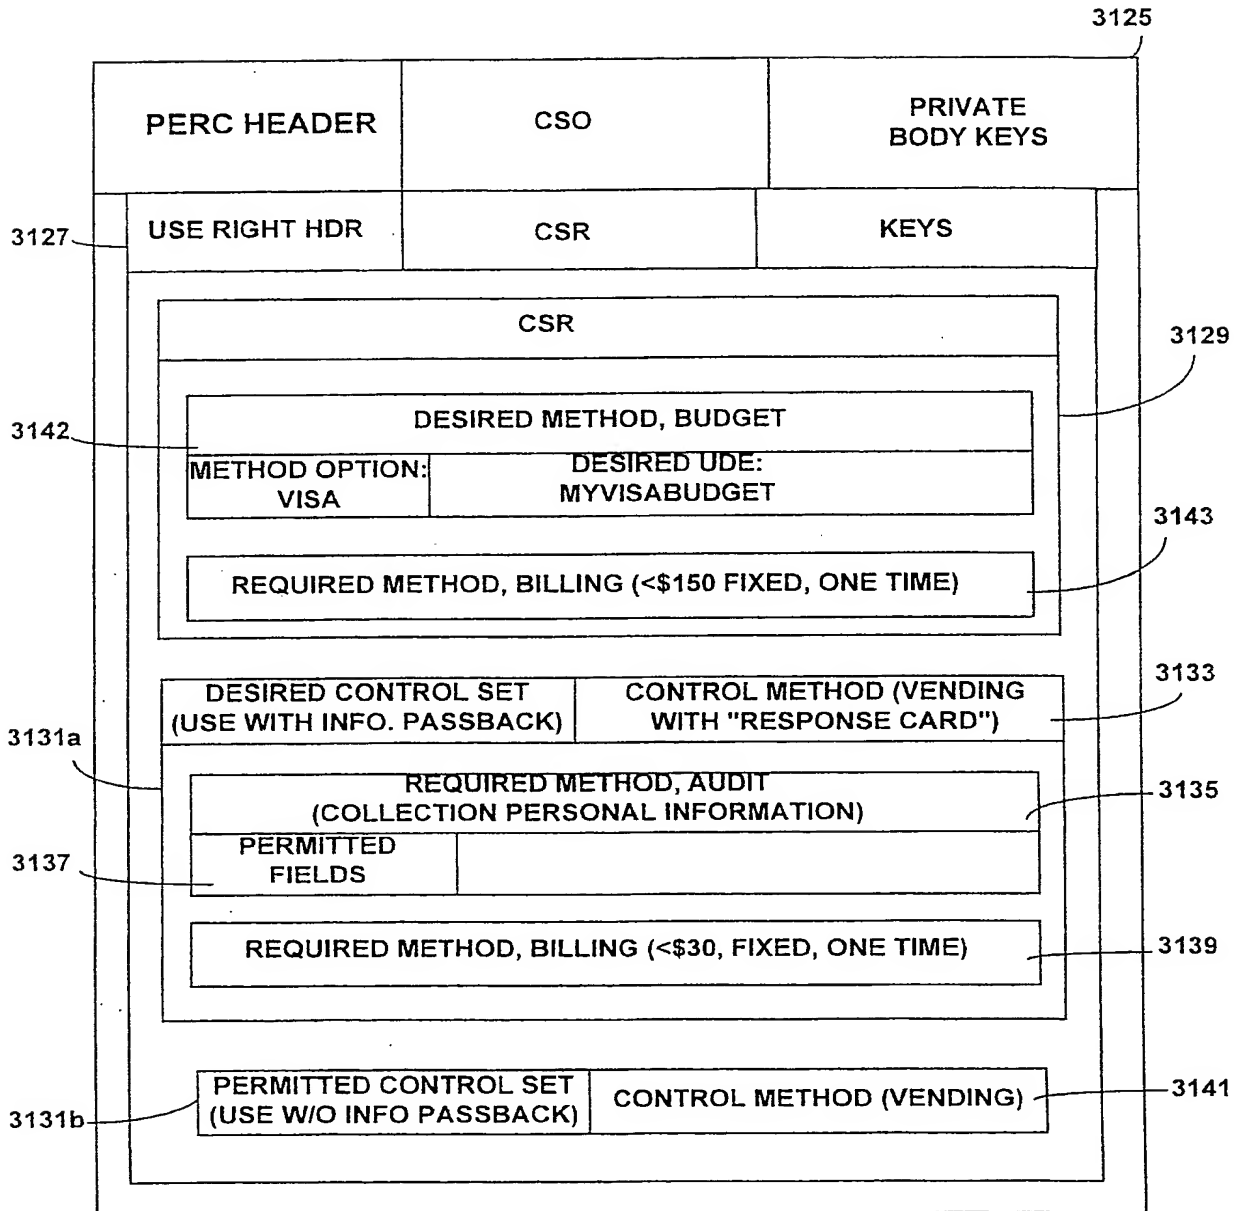 3125
PERC HEADER
CSO
PRIVATE
BODY KEYS
3127
USE RIGHT HDR
CSR
KEYS
CSR
3129
3142
DESIRED METHOD, BUDGET
METHOD OPTION:
VISA
DESIRED UDE:
MYVISABUDGET
3143
REQUIRED METHOD, BILLING (<$150 FIXED, ONE TIME)
3133
DESIRED CONTROL SET
(USE WITH INFO. PASSBACK)
CONTROL METHOD (VENDING
WITH "RESPONSE CARD")
3131a
REQUIRED METHOD, AUDIT
(COLLECTION PERSONAL INFORMATION)
3135
3137
PERMITTED
FIELDS
REQUIRED METHOD, BILLING (<$30, FIXED, ONE TIME)
3139
PERMITTED CONTROL SET
(USE W/O INFO PASSBACK)
CONTROL METHOD (VENDING)
3141
3131b